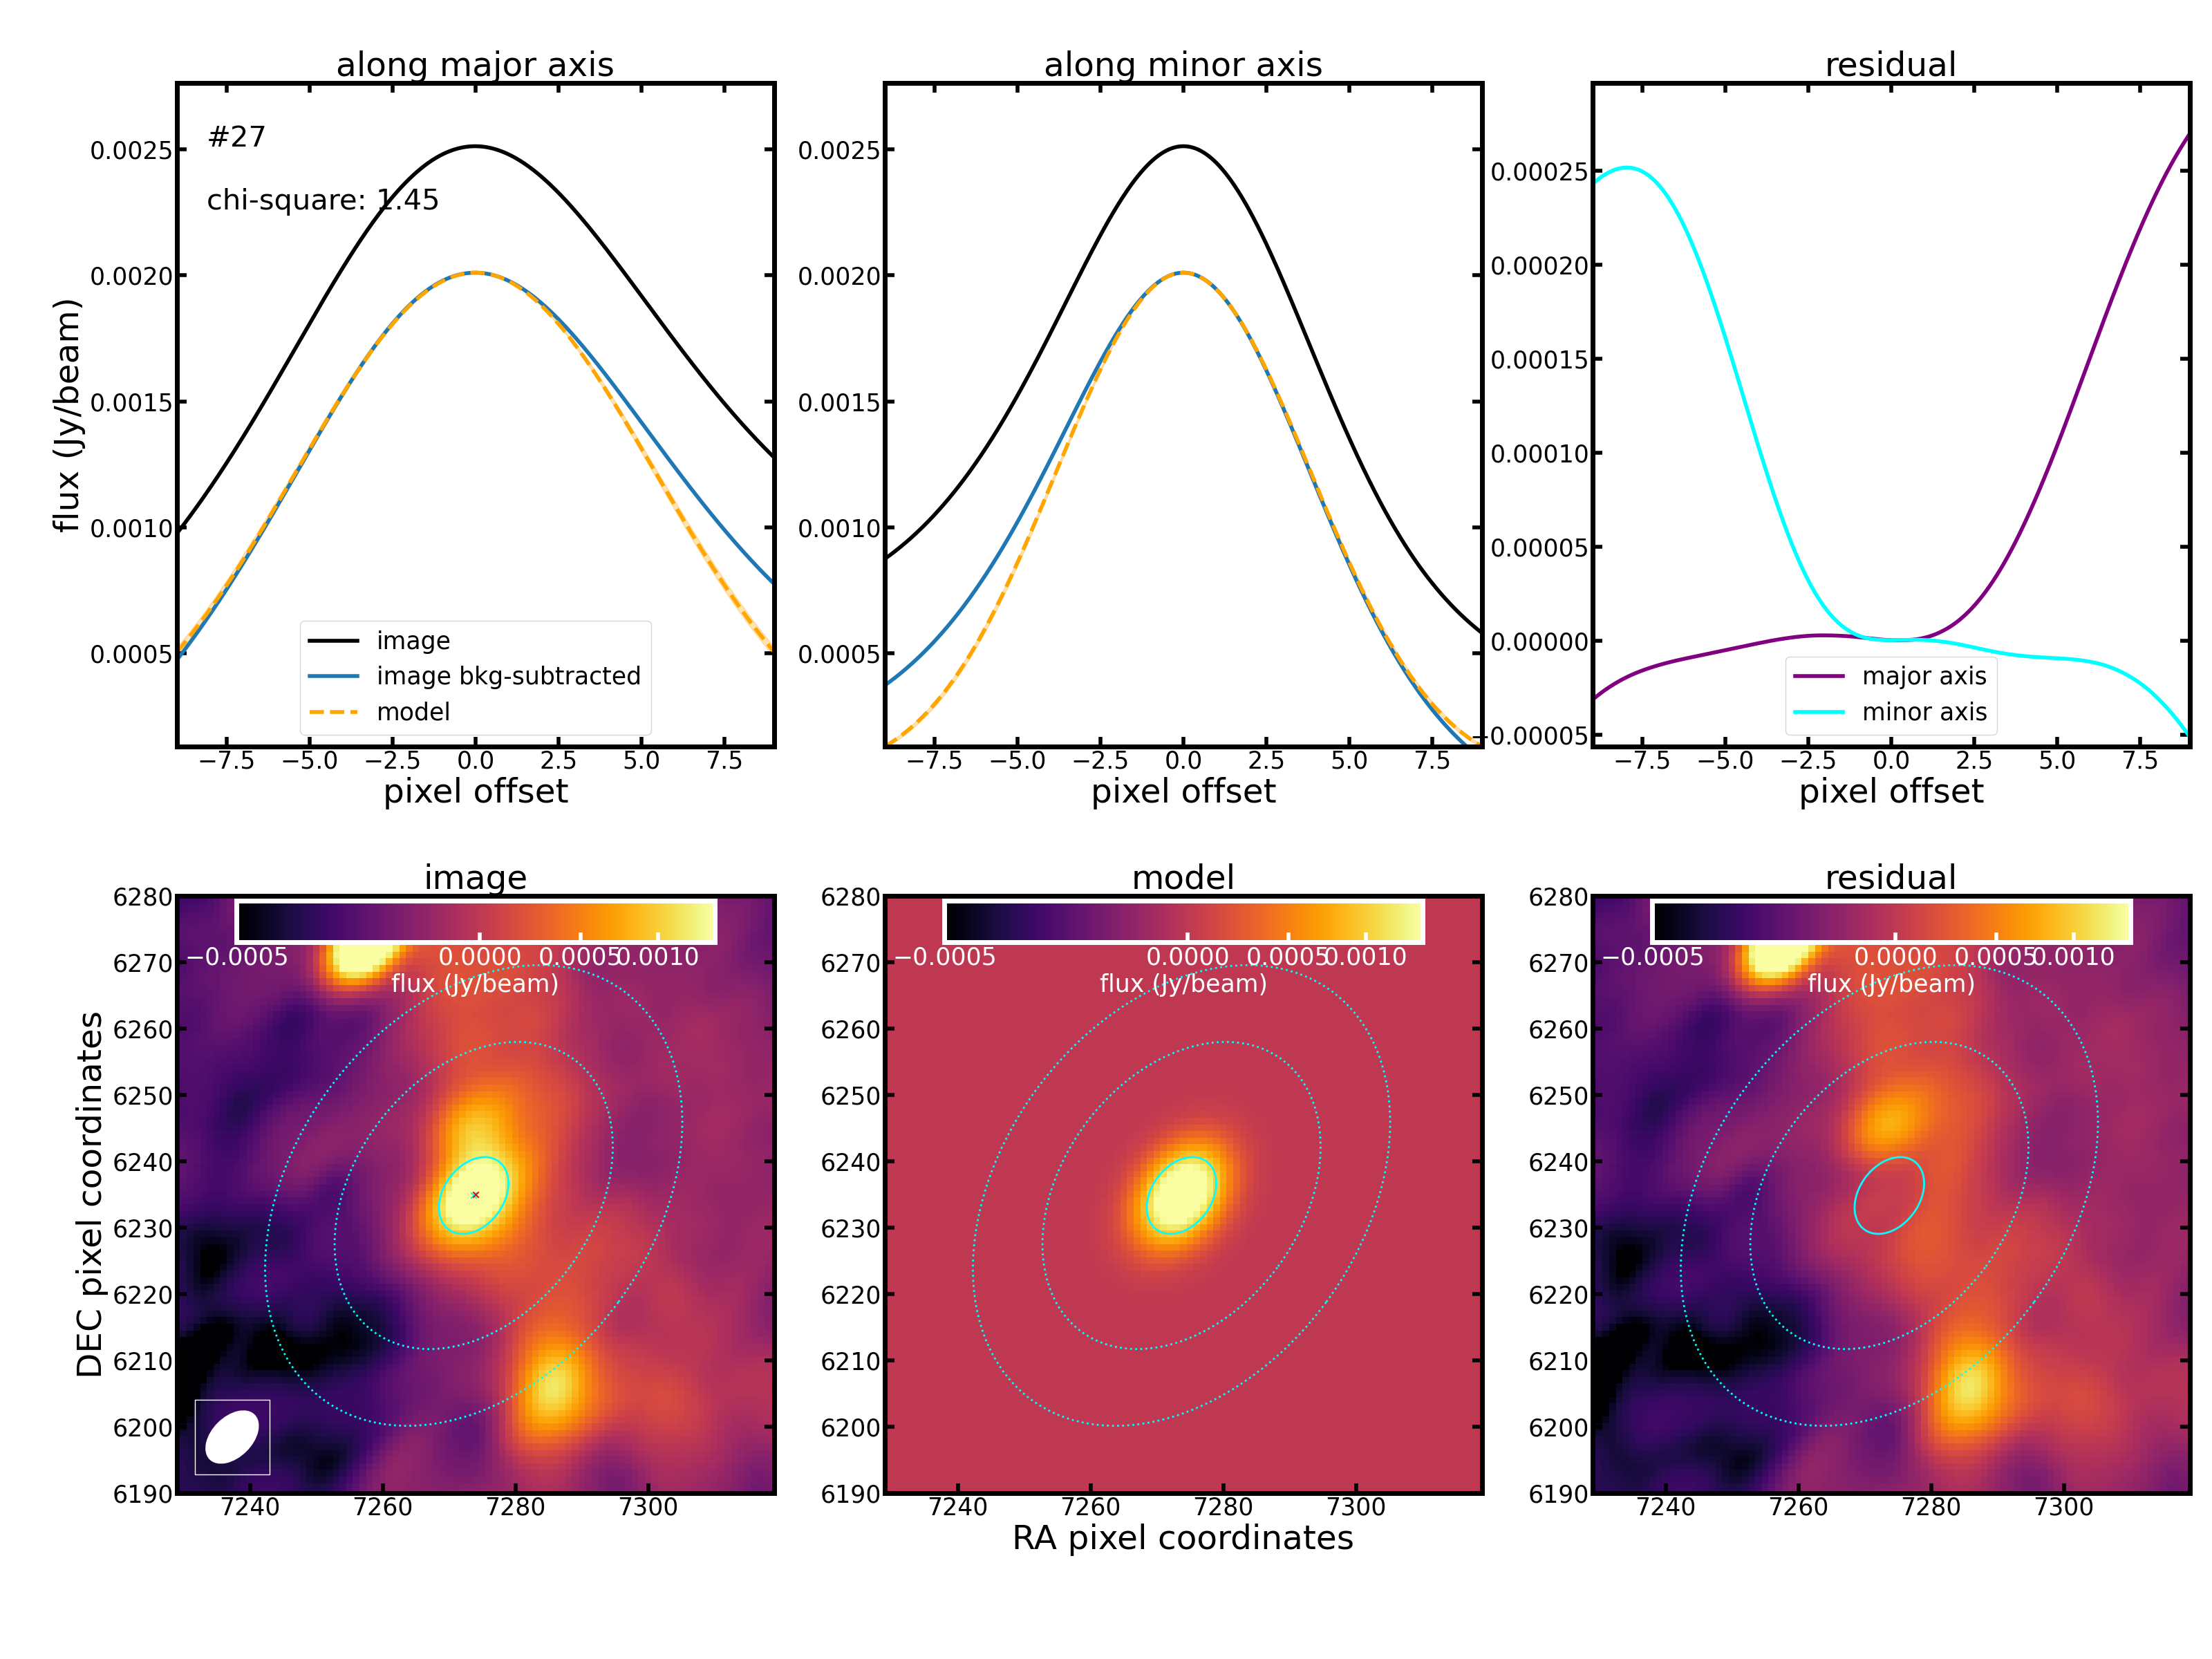 along major axis
along minor axis
residual
#27
chi-square: 1.45
0.0025
0.0020
0.0015
0.0010
0.0005
flux (Jy/beam)
image
image bkg-subtracted
model
−7.5 −5.0 −2.5 0.0 2.5 5.0 7.5
pixel offset
0.0025
0.0020
0.0015
0.0010
0.0005
−7.5 −5.0 −2.5 0.0 2.5 5.0 7.5
pixel offset
0.00025
0.00020
0.00015
0.00010
0.00005
0.00000
−0.00005
major axis
minor axis
−7.5 −5.0 −2.5 0.0 2.5 5.0 7.5
pixel offset
image
model
residual
−0.0005 0.0000 0.0005 0.0010
flux (Jy/beam)
6280
6270
6260
6250
6240
6230
6220
6210
6200
6190
DEC pixel coordinates
7240 7260 7280 7300
−0.0005 0.0000 0.0005 0.0010
flux (Jy/beam)
6280
6270
6260
6250
6240
6230
6220
6210
6200
6190
7240 7260 7280 7300
RA pixel coordinates
−0.0005 0.0000 0.0005 0.0010
flux (Jy/beam)
6280
6270
6260
6250
6240
6230
6220
6210
6200
6190
7240 7260 7280 7300